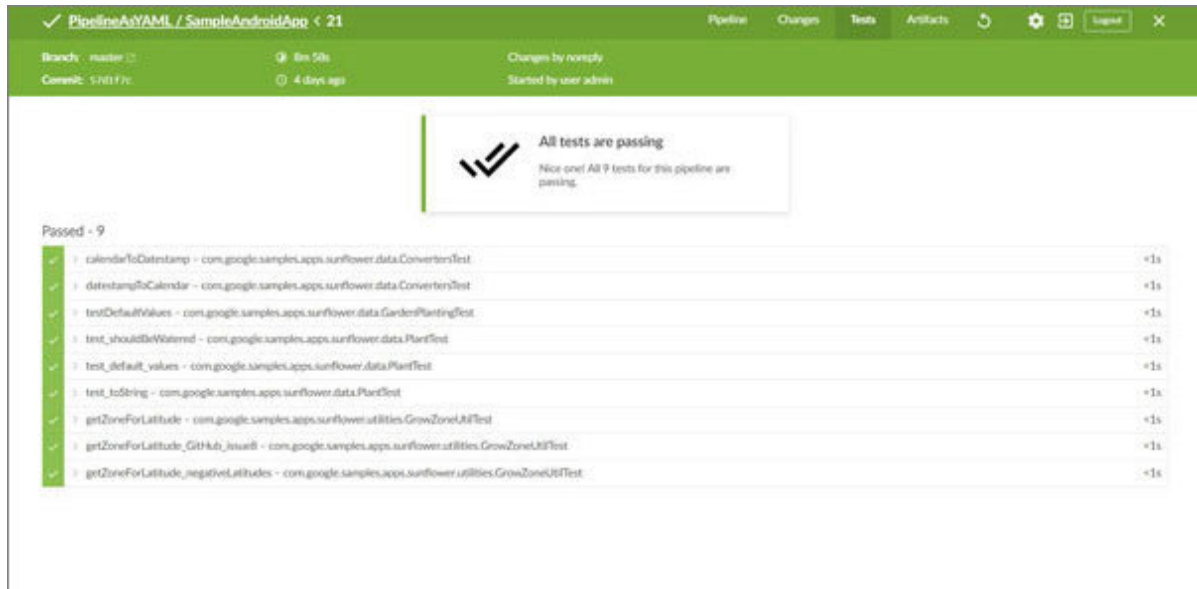 PipelineAsYAML / SampleAndroidApp < 21
Pipeline Changes Tests Artifacts Logout
Branch: master 8m 58s Changes by noreply
Commit: 4 days ago Started by user admin
All tests are passing
Nice one! All 9 tests for this pipeline are
passing.
Passed - 9
calendarToDatestamp – com.google.samples.apps.sunflower.data.ConvertersTest <1s
datestampToCalendar – com.google.samples.apps.sunflower.data.ConvertersTest <1s
testDefaultValues – com.google.samples.apps.sunflower.data.GardenPlantingTest <1s
test_shouldBeWatered – com.google.samples.apps.sunflower.data.PlantTest <1s
test_default_values – com.google.samples.apps.sunflower.data.PlantTest <1s
test_toString – com.google.samples.apps.sunflower.data.PlantTest <1s
getZoneForLatitude – com.google.samples.apps.sunflower.utilities.GrowZoneUtilTest <1s
getZoneForLatitude_GitHub_issue8 – com.google.samples.apps.sunflower.utilities.GrowZoneUtilTest <1s
getZoneForLatitude_negativeLatitudes – com.google.samples.apps.sunflower.utilities.GrowZoneUtilTest <1s